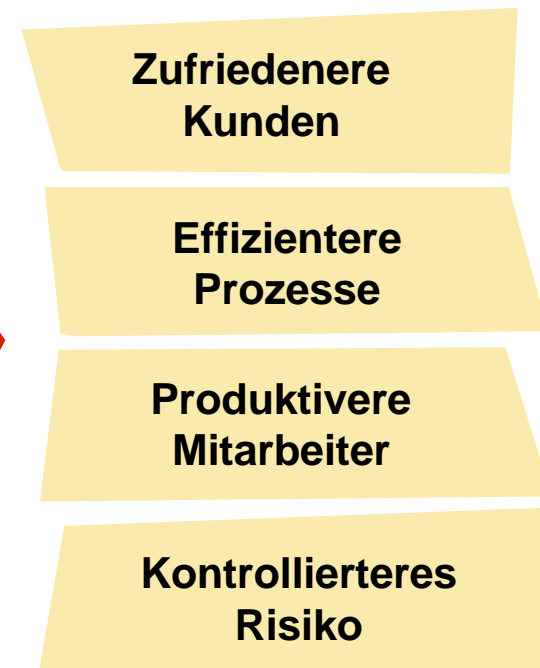 Zufriedenere
Kunden
Effizientere
Prozesse
Produktivere
Mitarbeiter
Kontrollierteres
Risiko